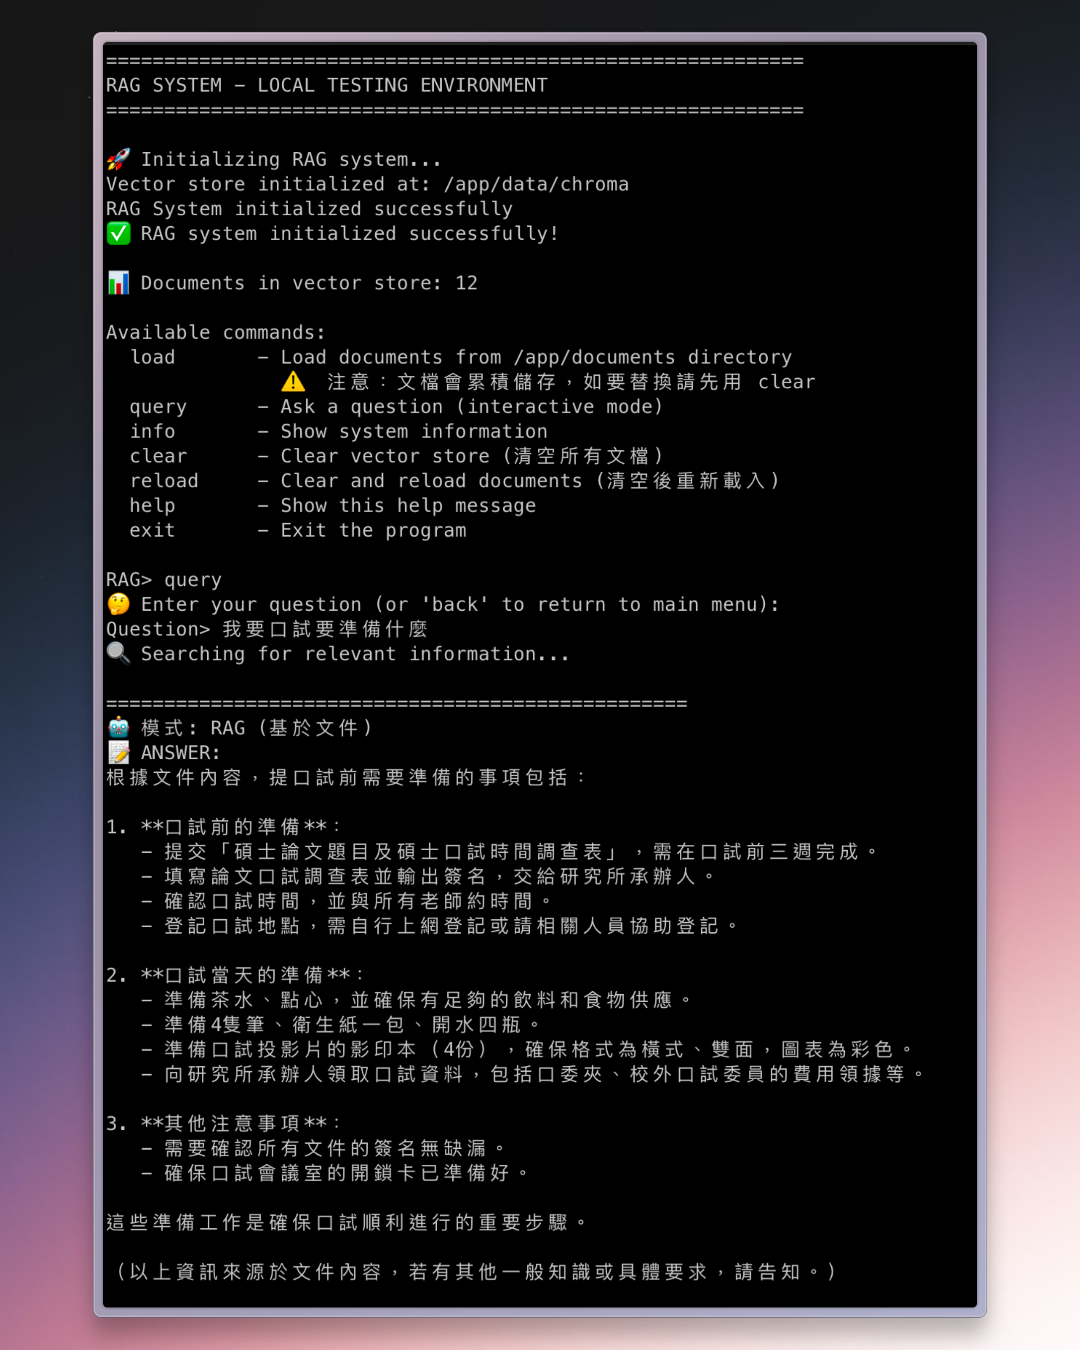 ============================================================
RAG SYSTEM – LOCAL TESTING ENVIRONMENT
============================================================
🚀 Initializing RAG system...
Vector store initialized at: /app/data/chroma
RAG System initialized successfully
✅ RAG system initialized successfully!
📊 Documents in vector store: 12
Available commands:
load – Load documents from /app/documents directory
⚠️ 注意：文檔會累積儲存，如要替換請先用 clear
query – Ask a question (interactive mode)
info – Show system information
clear – Clear vector store (清空所有文檔)
reload – Clear and reload documents (清空後重新載入)
help – Show this help message
exit – Exit the program
RAG> query
🤔 Enter your question (or 'back' to return to main menu):
Question> 我要口試要準備什麼
🔍 Searching for relevant information...
==================================================
🤖 模式: RAG (基於文件)
📝 ANSWER:
根據文件內容，提口試前需要準備的事項包括：
1. **口試前的準備**：
– 提交「碩士論文題目及碩士口試時間調查表」，需在口試前三週完成。
– 填寫論文口試調查表並輸出簽名，交給研究所承辦人。
– 確認口試時間，並與所有老師約時間。
– 登記口試地點，需自行上網登記或請相關人員協助登記。
2. **口試當天的準備**：
– 準備茶水、點心，並確保有足夠的飲料和食物供應。
– 準備4隻筆、衛生紙一包、開水四瓶。
– 準備口試投影片的影印本（4份），確保格式為橫式、雙面，圖表為彩色。
– 向研究所承辦人領取口試資料，包括口委夾、校外口試委員的費用領據等。
3. **其他注意事項**：
– 需要確認所有文件的簽名無缺漏。
– 確保口試會議室的開鎖卡已準備好。
這些準備工作是確保口試順利進行的重要步驟。
（以上資訊來源於文件內容，若有其他一般知識或具體要求，請告知。)